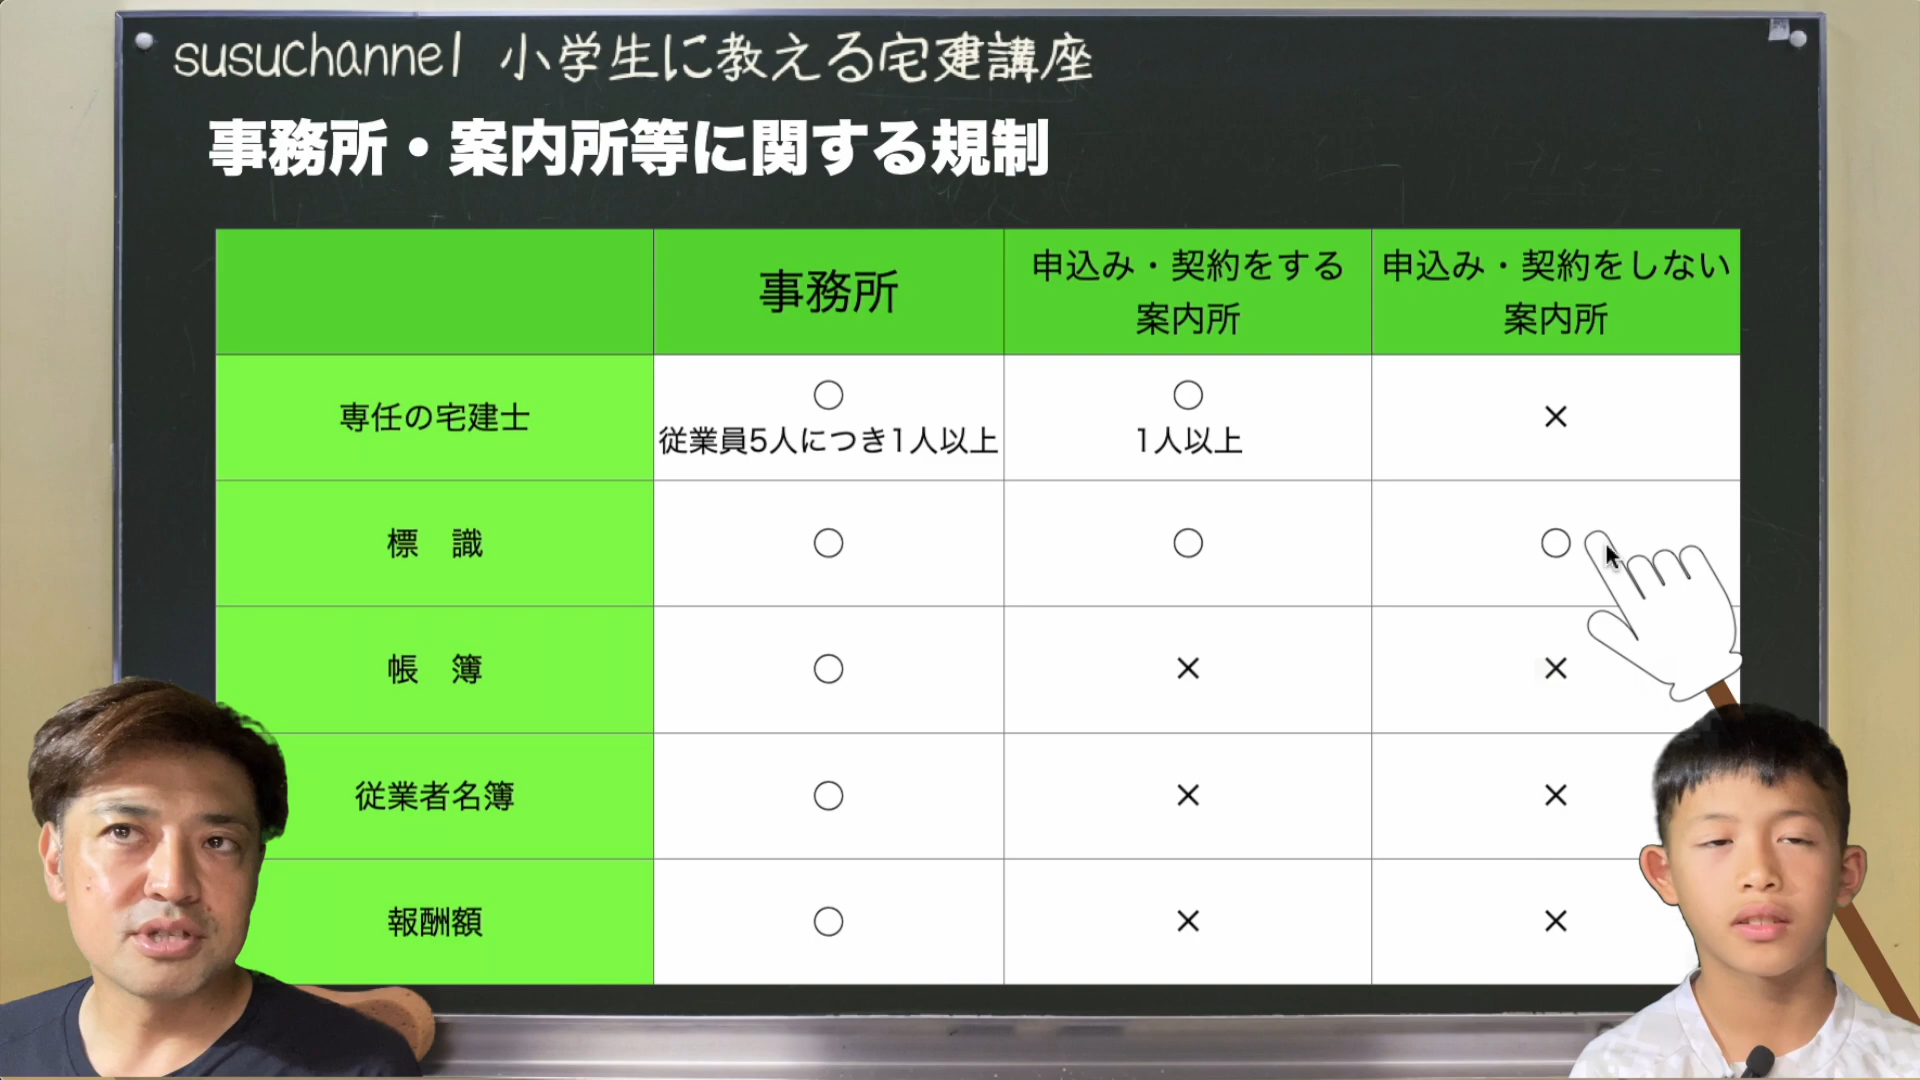 susuchannel 小学生に教える宅建講座
事務所・案内所等に関する規制
事務所
申込み・契約をする
案内所
申込み・契約をしない
案内所
専任の宅建士
○
従業員5人につき1人以上
○
1人以上
×
標 識
○
○
○
帳 簿
○
×
×
従業者名簿
○
×
×
報酬額
○
×
×